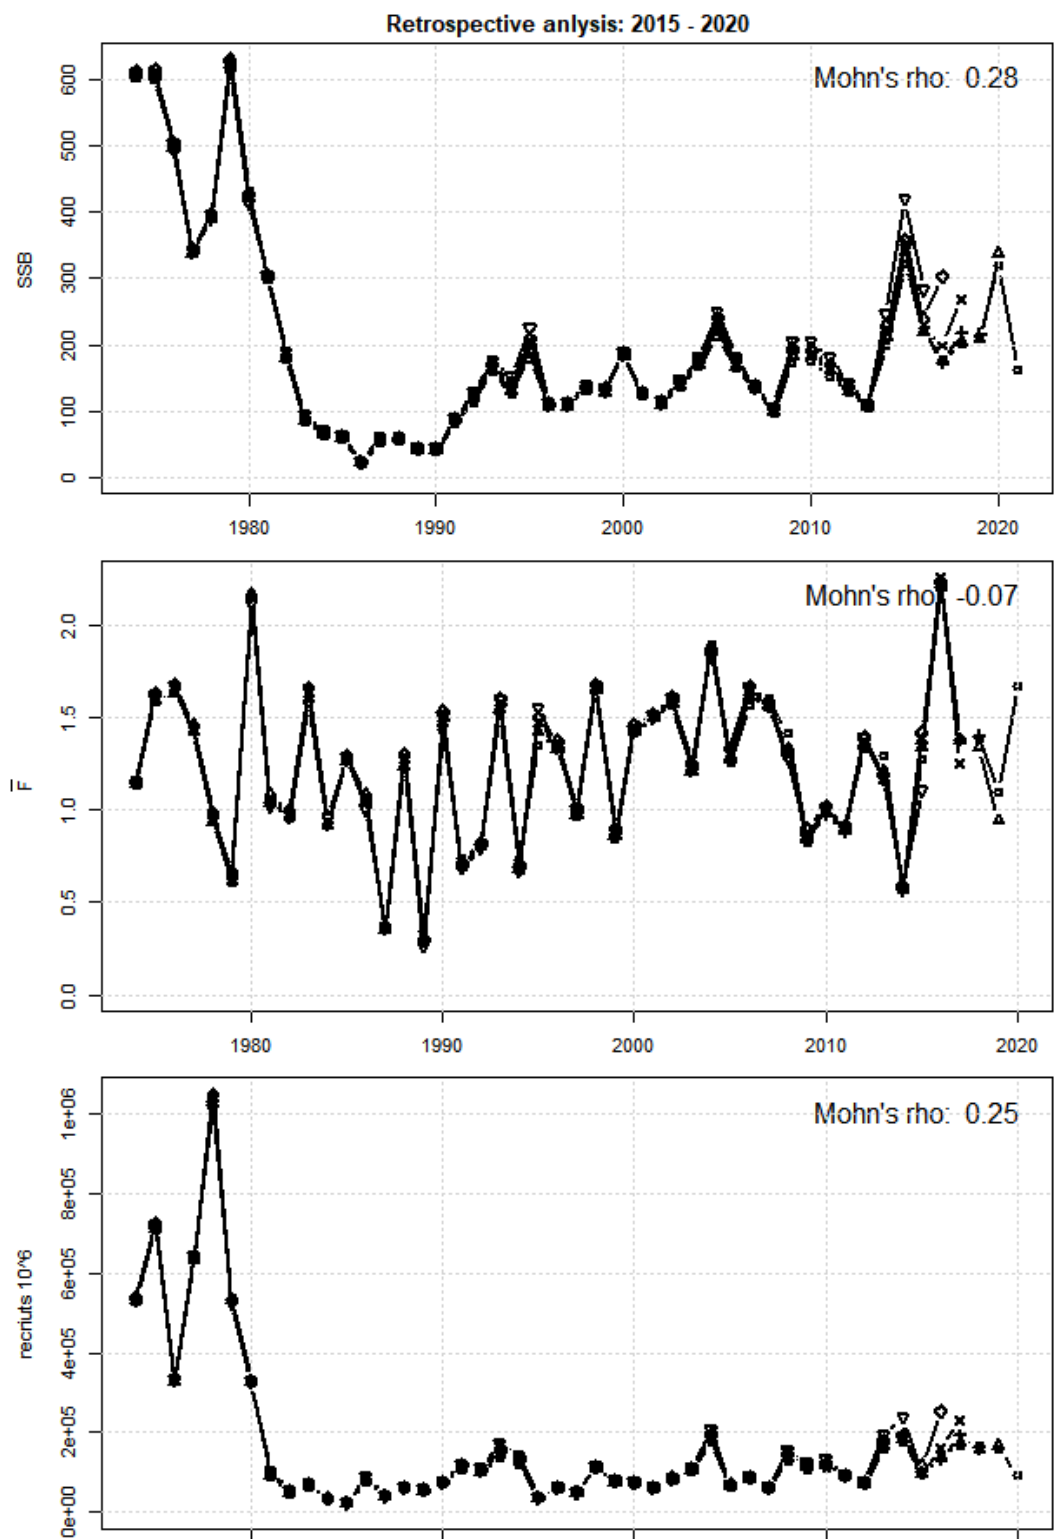 Retrospective anlysis: 2015 - 2020
Mohn's rho: 0.28
SSB
600
500
400
300
200
100
0
1980 1990 2000 2010 2020
Mohn's rho: -0.07
F
2.0
1.5
1.0
0.5
0.0
1980 1990 2000 2010 2020
Mohn's rho: 0.25
recriuts 10^6
1e+06
8e+05
6e+05
4e+05
2e+05
0e+00